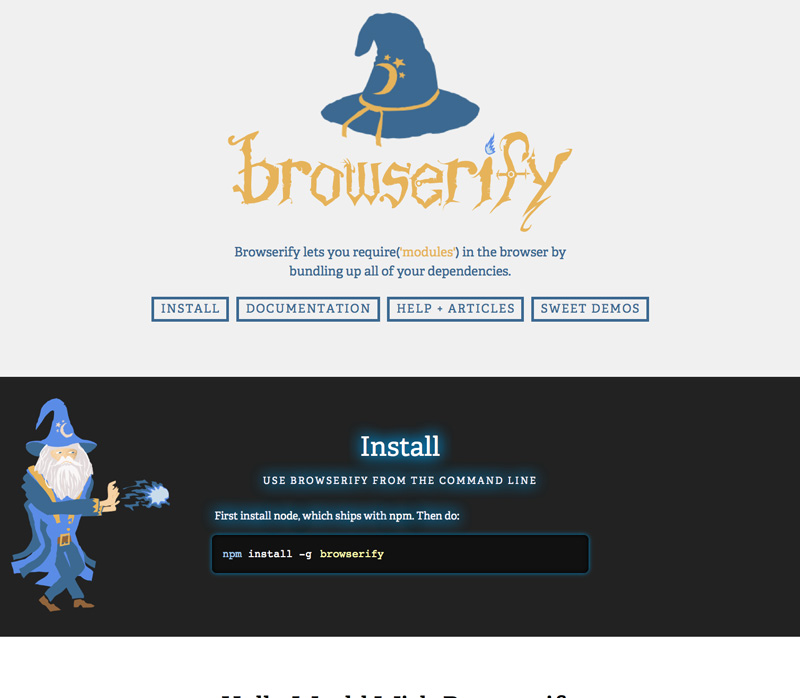 browserify
Browserify lets you require('modules') in the browser by
bundling up all of your dependencies.
INSTALL DOCUMENTATION HELP + ARTICLES SWEET DEMOS
Install
USE BROWSERIFY FROM THE COMMAND LINE
First install node, which ships with npm. Then do:
npm install -g browserify